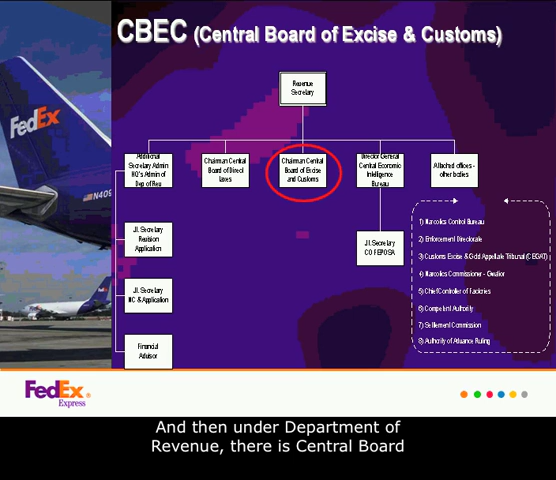 CBEC (Central Board of Excise & Customs)
Revenue
Secretary
Additional
Secretary Admin
HQ's Admin of
Dep of Rev
Chairman Central
Board of Direct
taxes
Chairman Central
Board of Excise
and Customs
Director General
Central Economic
Intelligence
Bureau
Attached offices -
other bodies
Jt. Secretary
Revision
Application
Jt. Secretary
COFEPOSA
Jt. Secretary
& Application
Financial
Advisor
1) Narcotics Control Bureau
2) Enforcement Directorate
3) Customs Excise & Gold Appellate Tribunal (CEGAT)
4) Narcotics Commissioner - Gwalior
5) Chief Controller of Factories
6) Competent Authority
7) Settlement Commission
8) Authority of Advance Ruling
FedEx
N409
FedEx
Express
And then under Department of
Revenue, there is Central Board